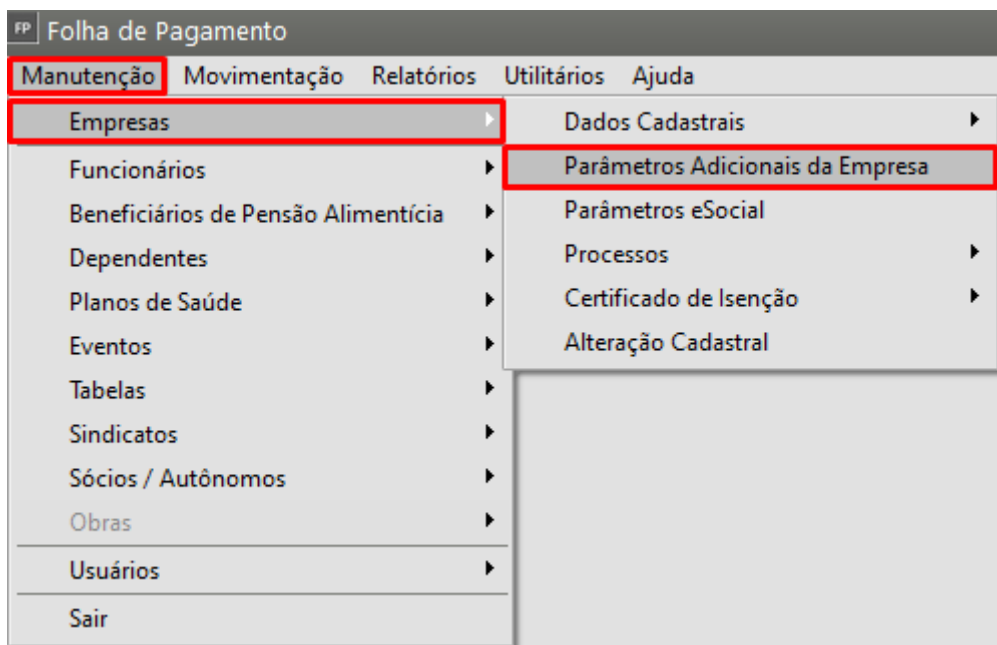 FP Folha de Pagamento
Manutenção Movimentação Relatórios Utilitários Ajuda
Empresas
Funcionários
Beneficiários de Pensão Alimentícia
Dependentes
Planos de Saúde
Eventos
Tabelas
Sindicatos
Sócios / Autônomos
Obras
Usuários
Sair
Dados Cadastrais
Parâmetros Adicionais da Empresa
Parâmetros eSocial
Processos
Certificado de Isenção
Alteração Cadastral